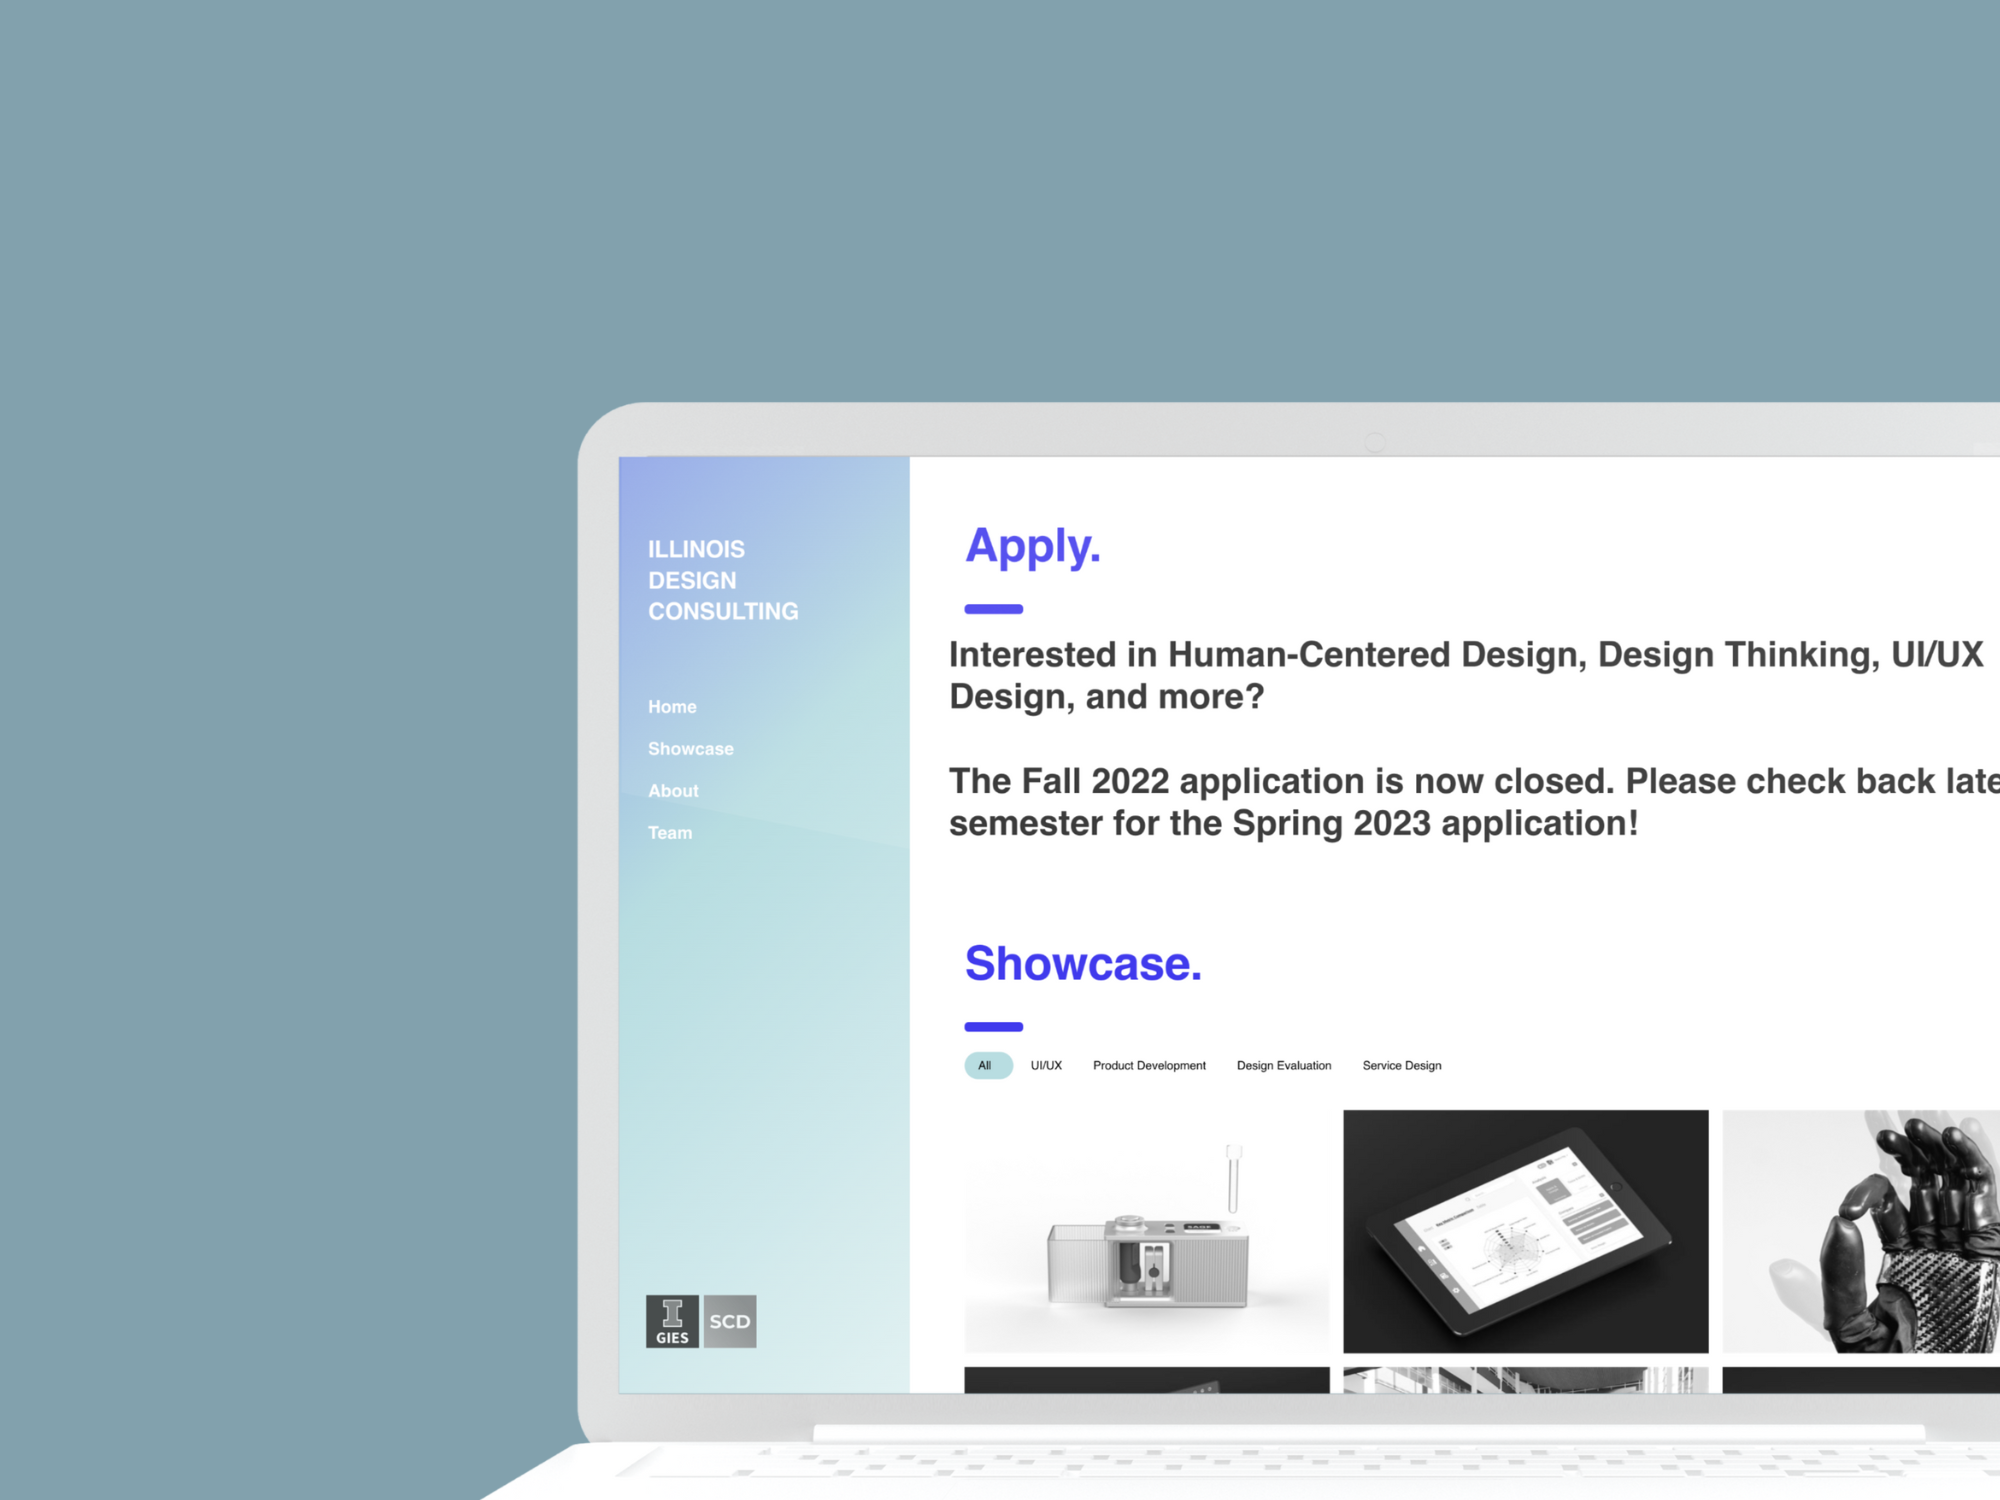 ILLINOIS
DESIGN
CONSULTING
Home
Showcase
About
Team
I
GIES
SCD
Apply.
Interested in Human-Centered Design, Design Thinking, UI/UX
Design, and more?
The Fall 2022 application is now closed. Please check back late
semester for the Spring 2023 application!
Showcase.
All UI/UX Product Development Design Evaluation Service Design